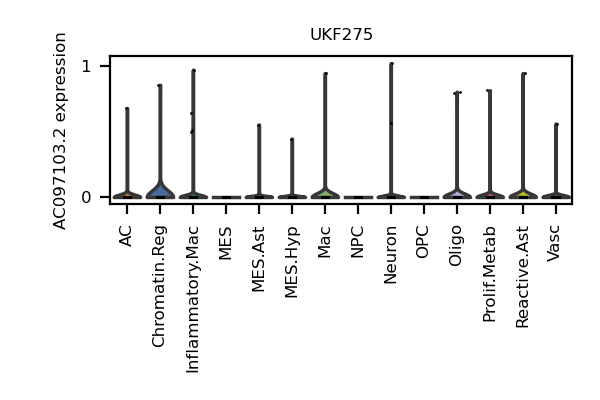 UKF275
AC097103.2 expression
1
0
AC
Chromatin.Reg
Inflammatory.Mac
MES
MES.Ast
MES.Hyp
Mac
NPC
Neuron
OPC
Oligo
Prolif.Metab
Reactive.Ast
Vasc